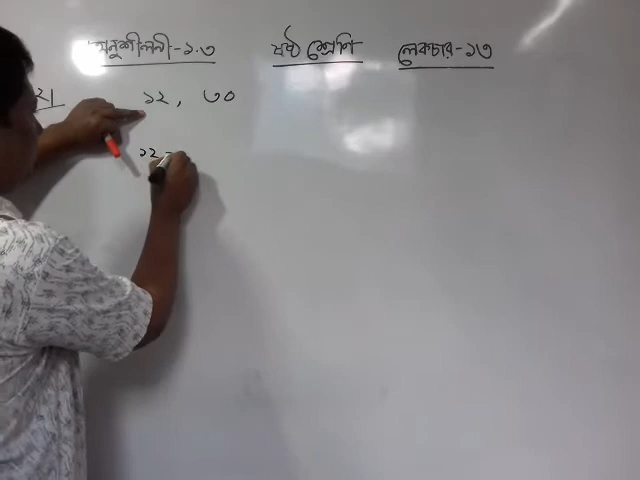 অনুশীলনী-১.৩ ষষ্ঠ শ্রেণি লেকচার-১৩
২। ১২, ৩০
১২ =